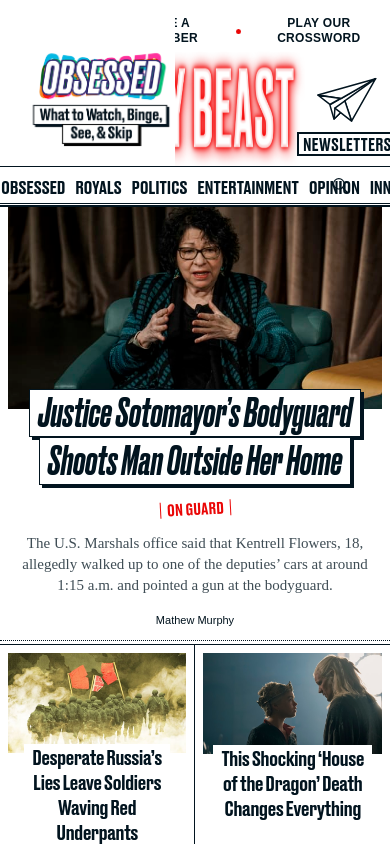 E A
BER
PLAY OUR
CROSSWORD
OBSESSED
What to Watch, Binge,
See, & Skip
Y BEAST
NEWSLETTERS
OBSESSED ROYALS POLITICS ENTERTAINMENT OPINION INN
Justice Sotomayor's Bodyguard
Shoots Man Outside Her Home
ON GUARD
The U.S. Marshals office said that Kentrell Flowers, 18,
allegedly walked up to one of the deputies' cars at around
1:15 a.m. and pointed a gun at the bodyguard.
Mathew Murphy
Desperate Russia's
Lies Leave Soldiers
Waving Red
Underpants
This Shocking 'House
of the Dragon' Death
Changes Everything